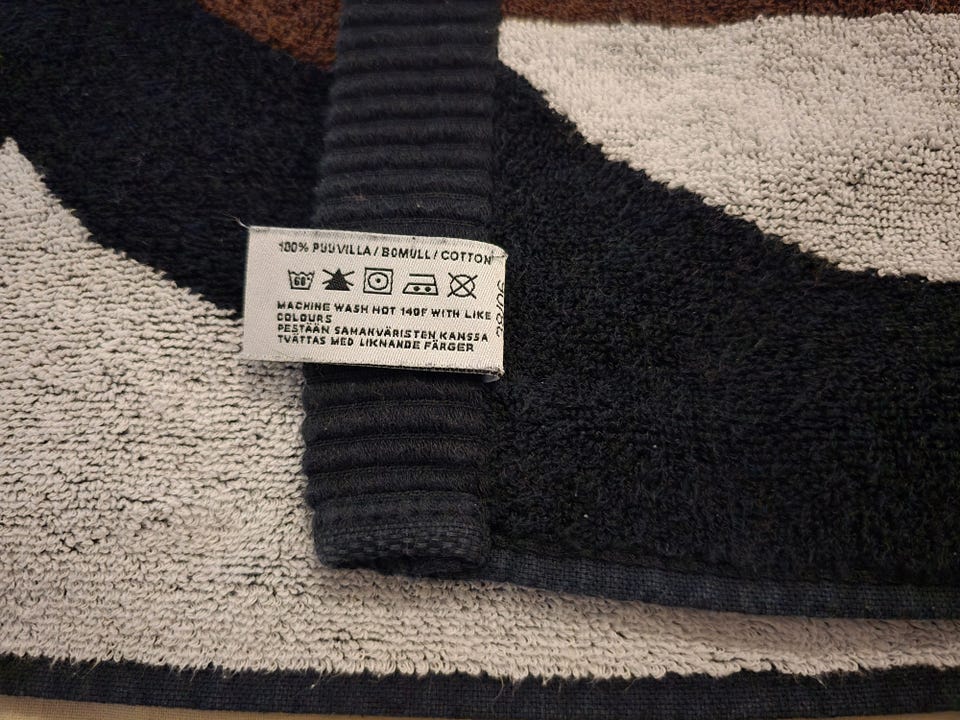 100% PUUVILLA / BOMULL / COTTON
60°
MACHINE WASH HOT 140F WITH LIKE
COLOURS
PESTÄÄN SAMANVÄRISTEN KANSSA
TVÄTTAS MED LIKNANDE FÄRGER